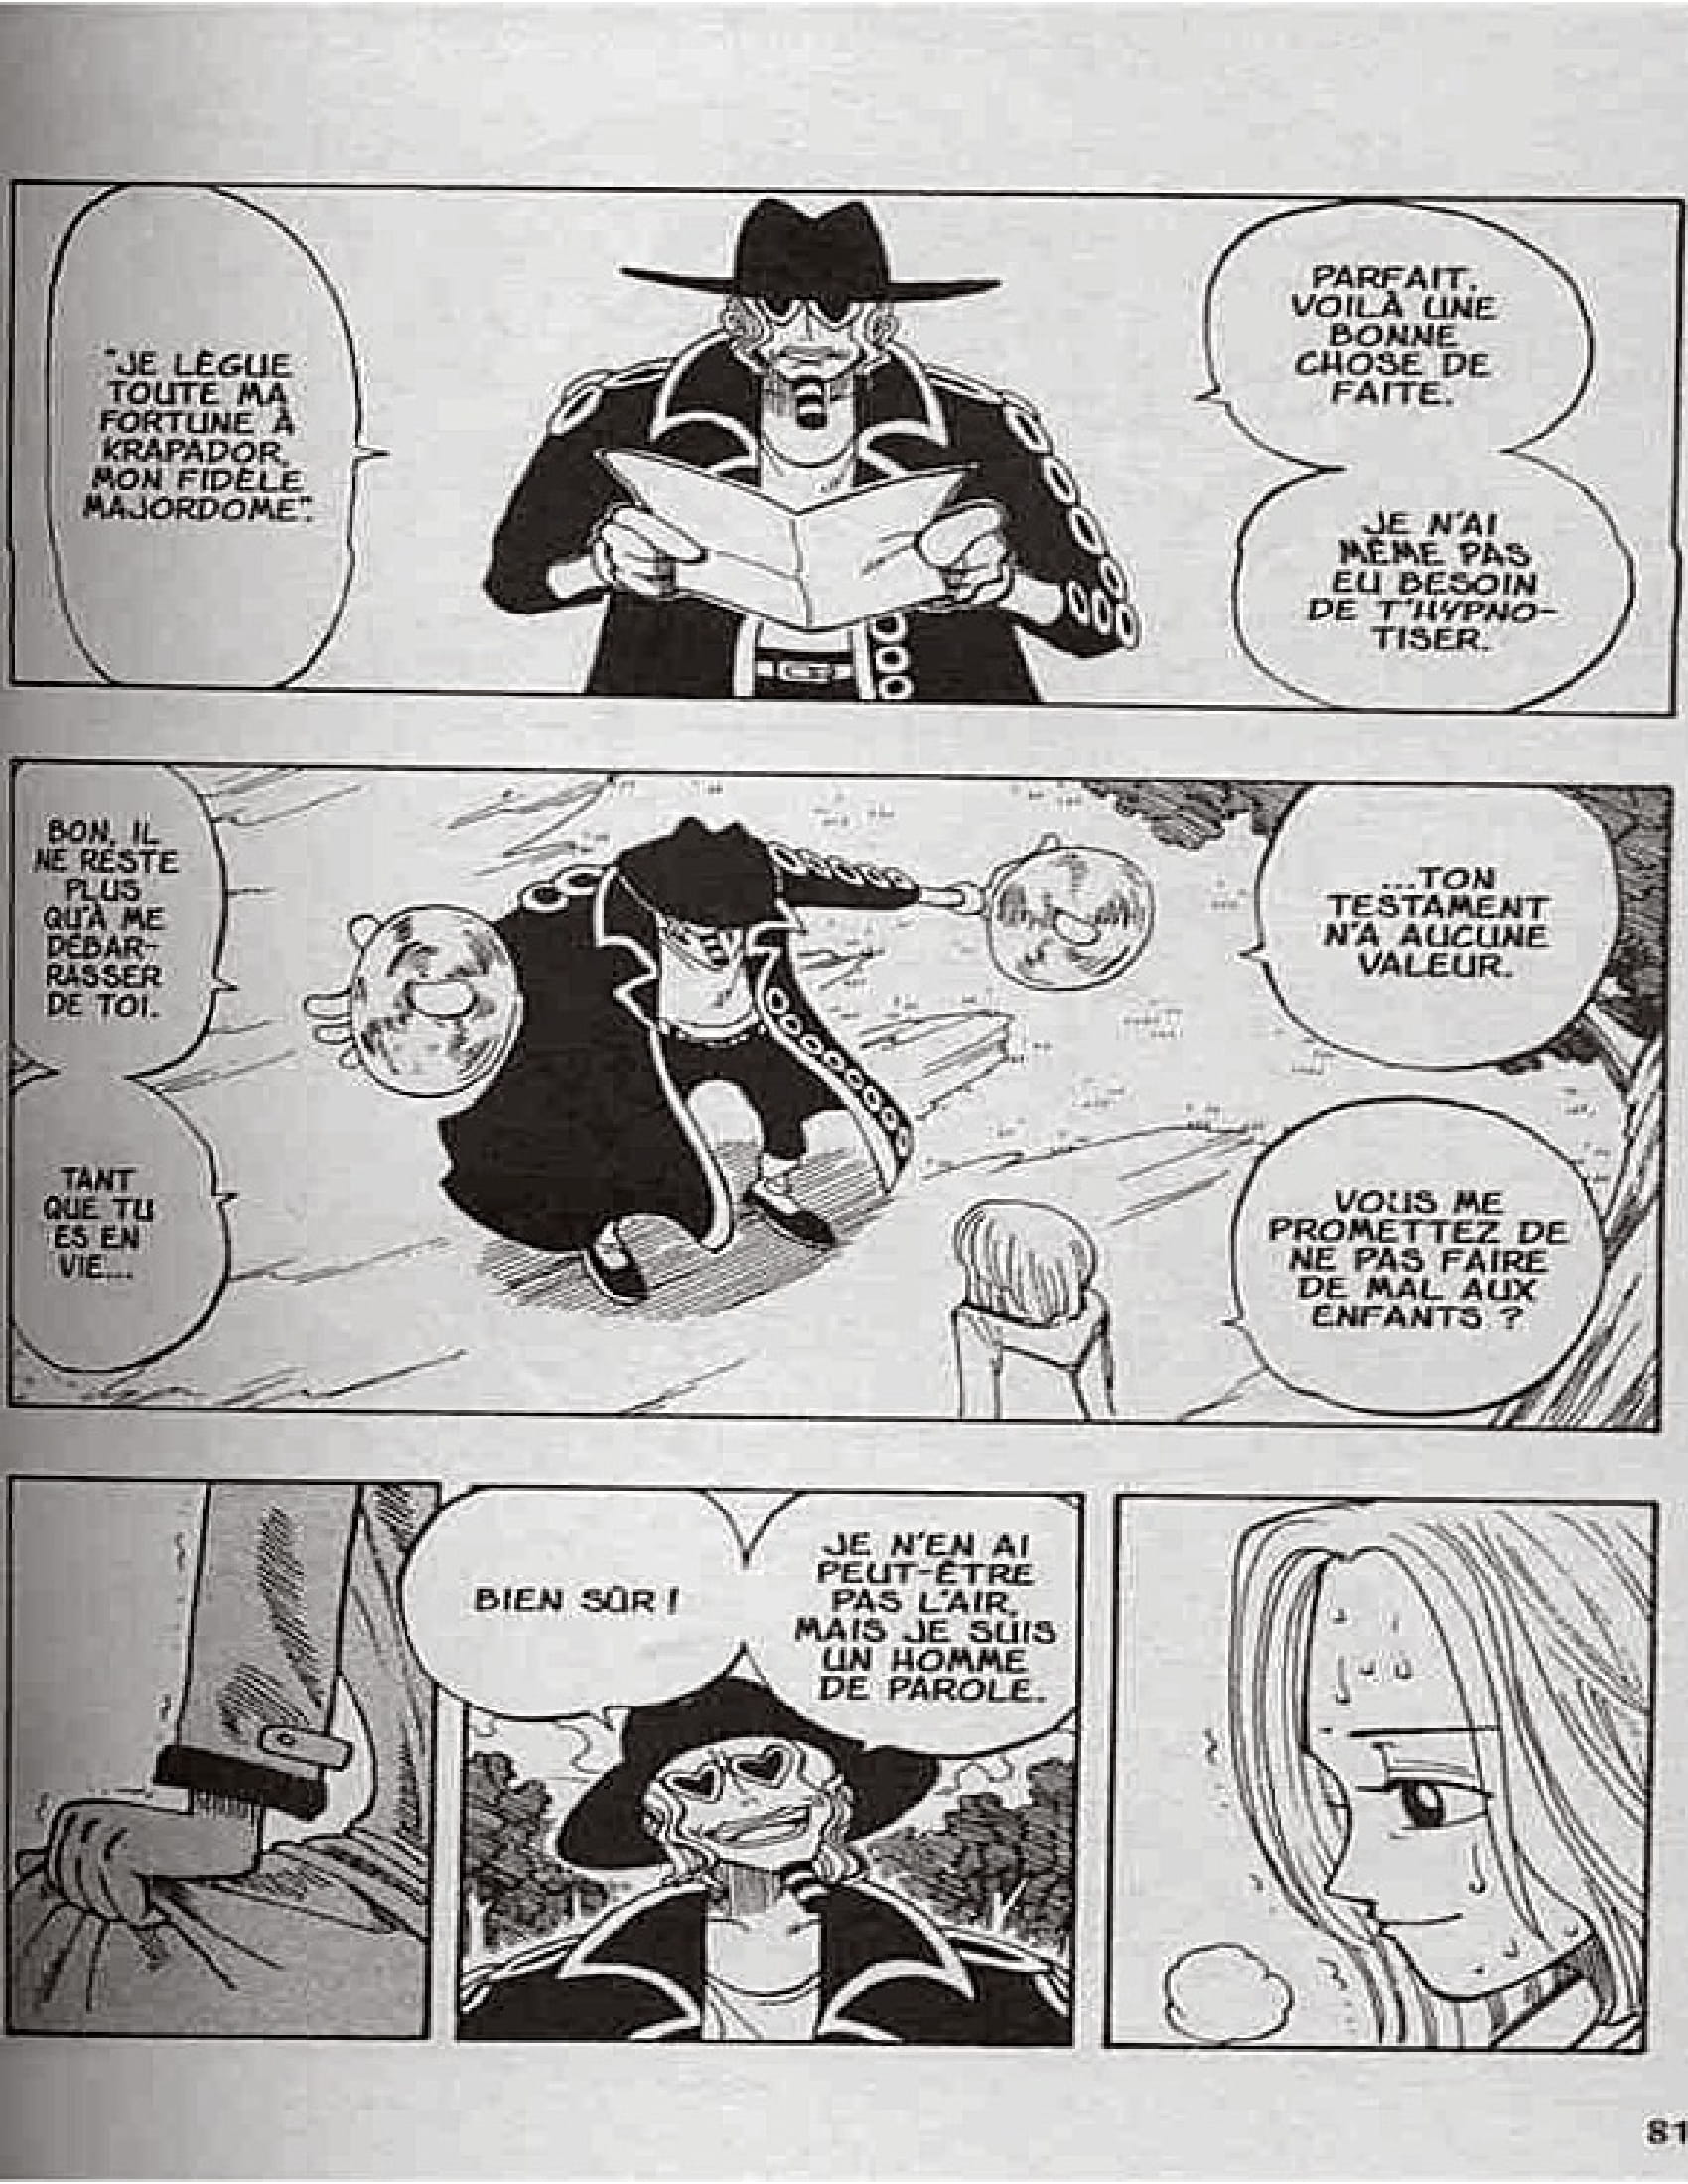 PARFAIT.
VOILÀ UNE
BONNE
CHOSE DE
FAITE.
JE N'AI
MÊME PAS
EU BESOIN
DE T'HYPNO-
TISER.
"JE LÈGUE
TOUTE MA
FORTUNE À
KRAPADOR,
MON FIDÈLE
MAJORDOME".
...TON
TESTAMENT
N'A AUCUNE
VALEUR.
VOUS ME
PROMETTEZ DE
NE PAS FAIRE
DE MAL AUX
ENFANTS ?
BON, IL
NE RESTE
PLUS
QU'À ME
DÉBAR-
RASSER
DE TOI.
TANT
QUE TU
ES EN
VIE...
JE N'EN AI
PEUT-ÊTRE
PAS L'AIR,
MAIS JE SUIS
UN HOMME
DE PAROLE.
BIEN SÛR !
81